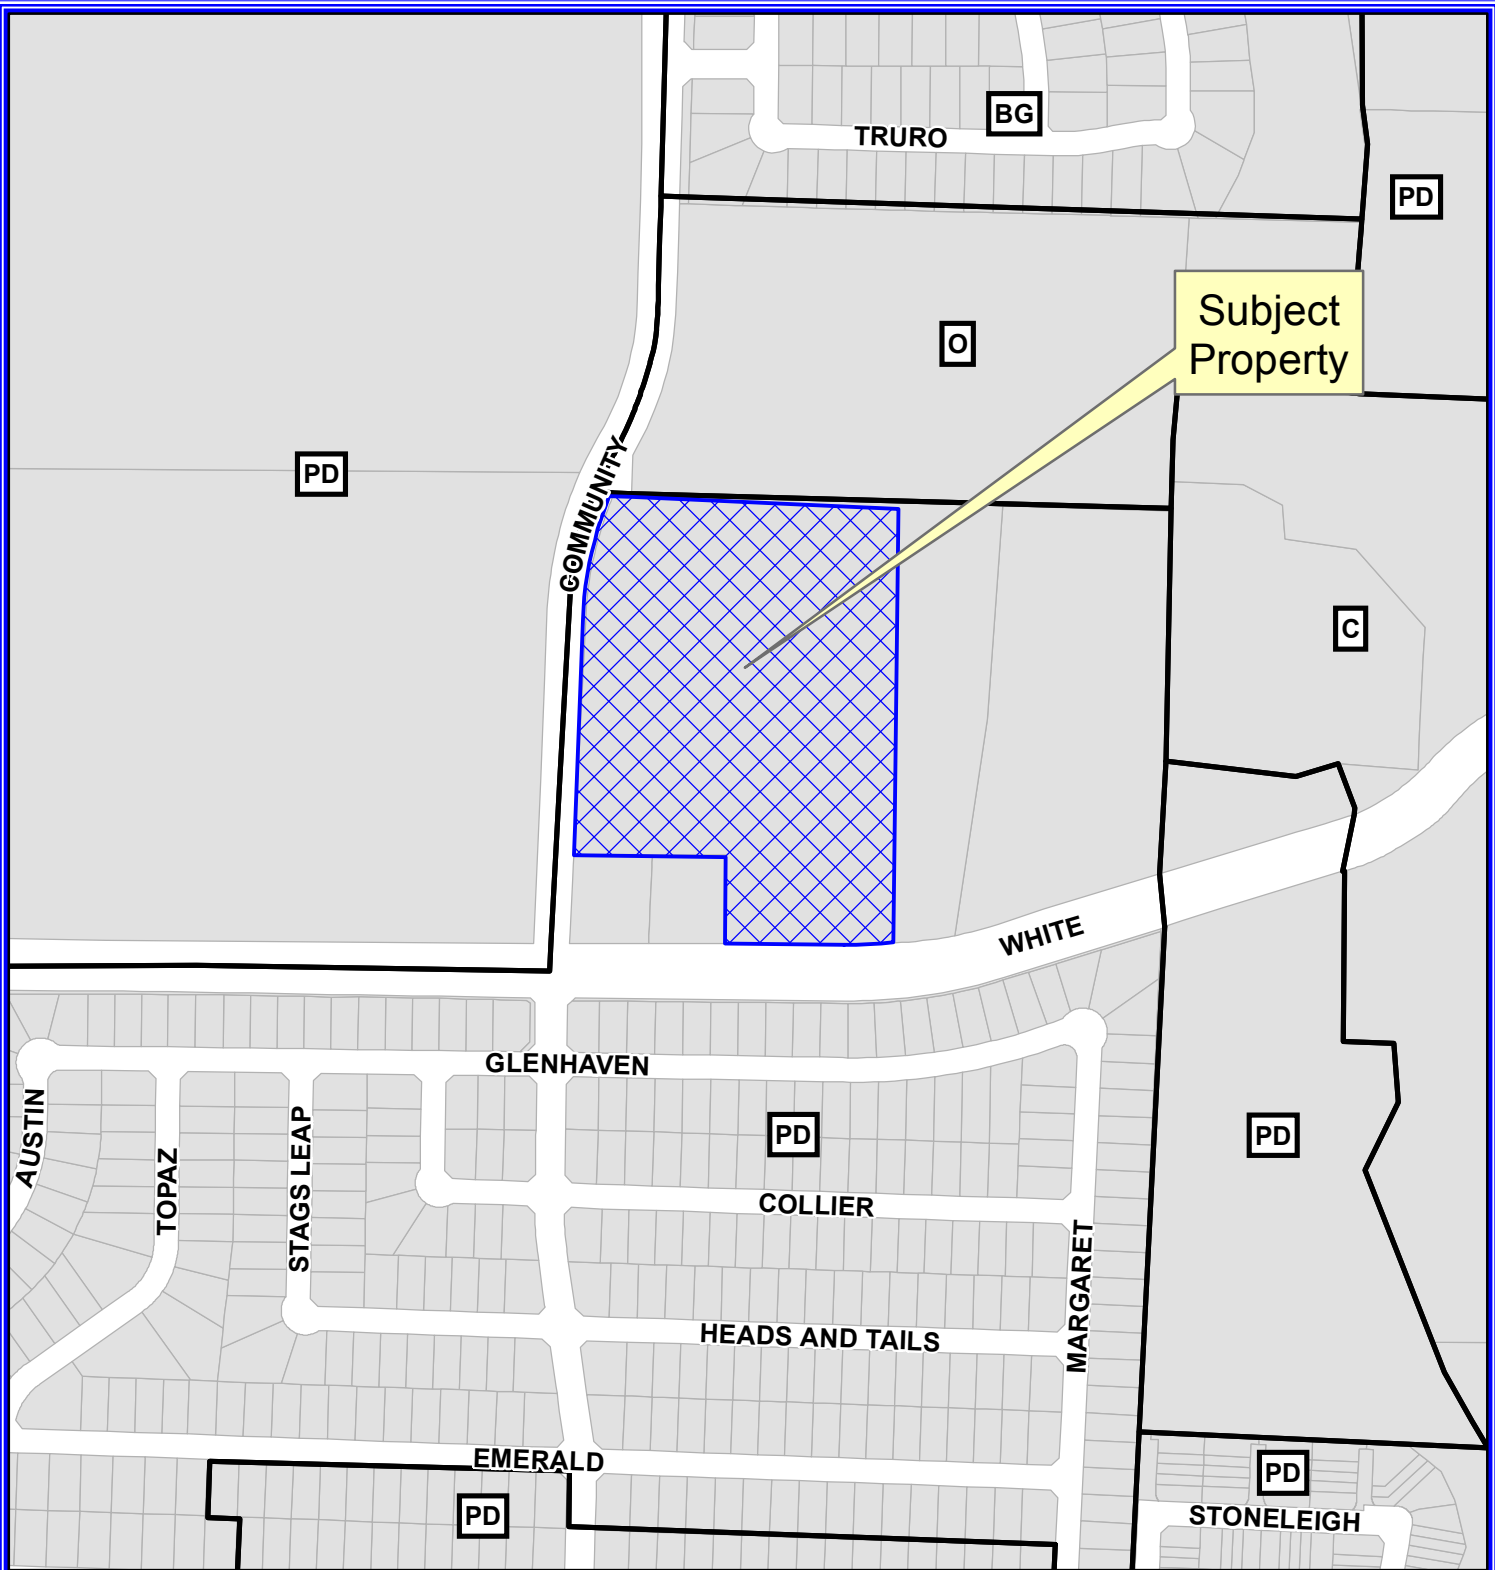 BG
TRURO
PD
Subject
Property
O
COMMUNITY
PD
C
WHITE
GLENHAVEN
AUSTIN
TOPAZ
STAGS LEAP
PD
PD
COLLIER
MARGARET
HEADS AND TAILS
EMERALD
PD
PD
STONELEIGH